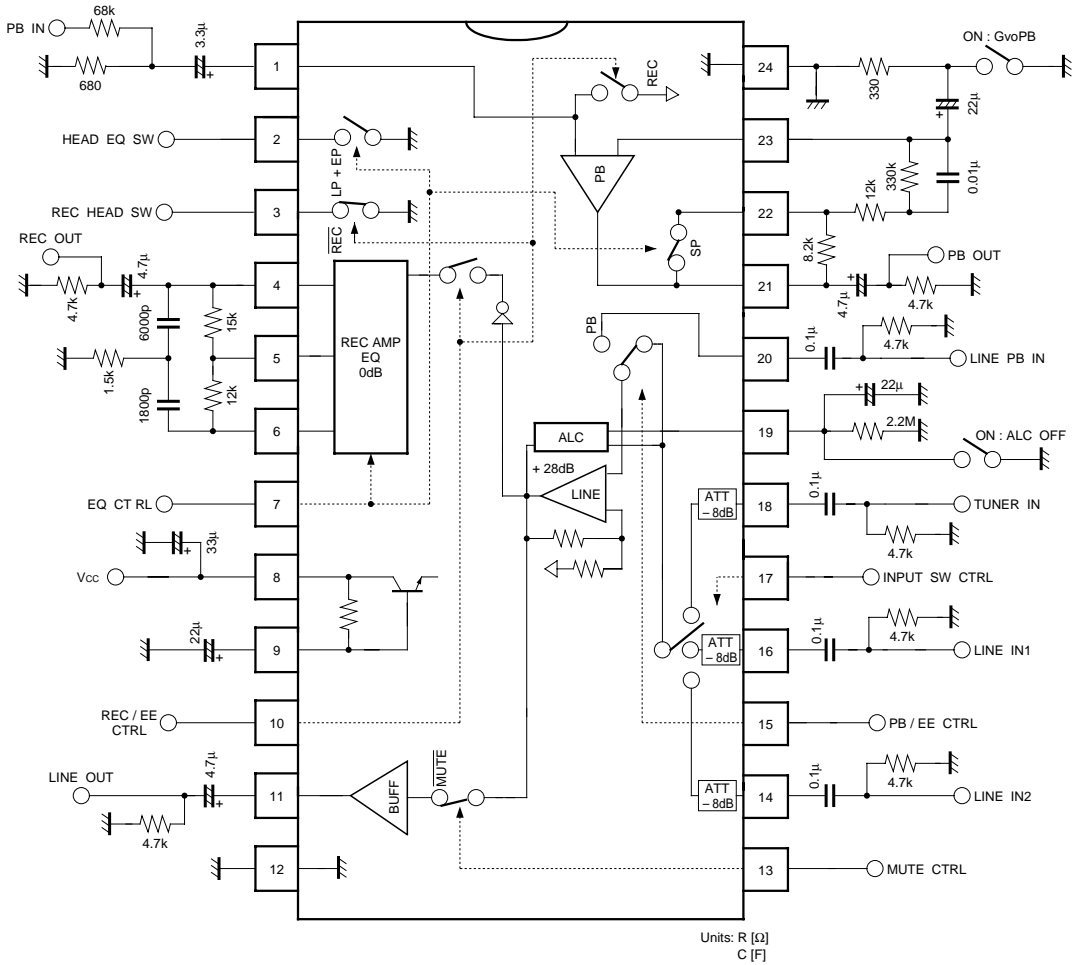 PB IN
68k
680
3.3μ
+
1
HEAD EQ SW
2
LP + EP
REC HEAD SW
3
REC
REC OUT
4.7k
4.7μ
+
4
6000p
15k
1.5k
5
1800p
12k
6
REC AMP
EQ
0dB
EQ CT RL
7
33μ
+
Vcc
8
22μ
+
9
REC / EE
CTRL
10
LINE OUT
4.7μ
+
4.7k
11
BUFF
MUTE
12
REC
PB
SP
PB
ALC
+ 28dB
LINE
ATT
– 8dB
ATT
– 8dB
ATT
– 8dB
24
330
ON : GvoPB
22μ
+
23
330k
0.01μ
12k
22
8.2k
PB OUT
21
4.7μ
+
4.7k
20
0.1μ
4.7k
LINE PB IN
19
+
22μ
2.2M
ON : ALC OFF
18
0.1μ
TUNER IN
4.7k
17
INPUT SW CTRL
16
0.1μ
4.7k
LINE IN1
15
PB / EE CTRL
14
0.1μ
4.7k
LINE IN2
13
MUTE CTRL
Units: R [Ω]
C [F]